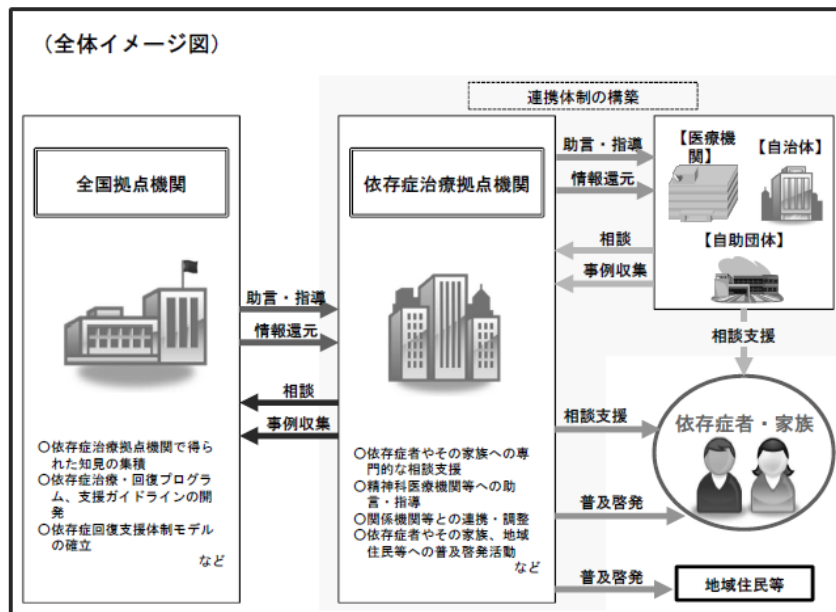 （全体イメージ図）
連携体制の構築
全国拠点機関
依存症治療拠点機関
【医療機
関】
【自治体】
【自助団体】
助言・指導
情報還元
相談
事例収集
助言・指導
情報還元
相談
事例収集
相談支援
依存症者・家族
相談支援
普及啓発
普及啓発
地域住民等
○依存症治療拠点機関で得ら
れた知見の集積
○依存症治療・回復プログラ
ム、支援ガイドラインの開
発
○依存症回復支援体制モデル
の確立
など
○依存症者やその家族への専
門的な相談支援
○精神科医療機関等への助
言・指導
○関係機関等との連携・調整
○依存症者やその家族、地域
住民等への普及啓発活動
など